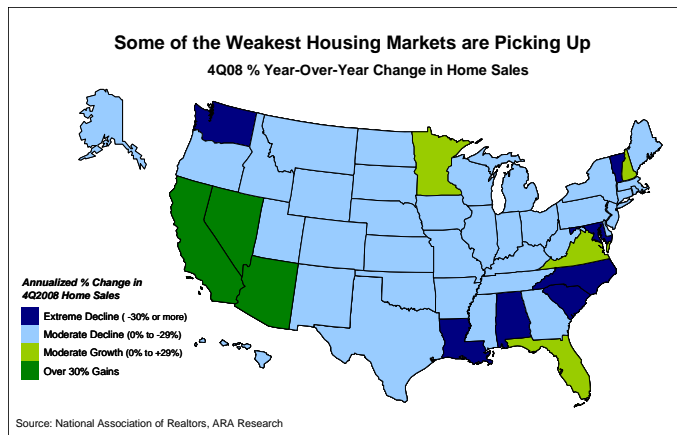 Some of the Weakest Housing Markets are Picking Up
4Q08 % Year-Over-Year Change in Home Sales
Annualized % Change in
4Q2008 Home Sales
Extreme Decline ( -30% or more)
Moderate Decline (0% to -29%)
Moderate Growth (0% to +29%)
Over 30% Gains
Source: National Association of Realtors, ARA Research